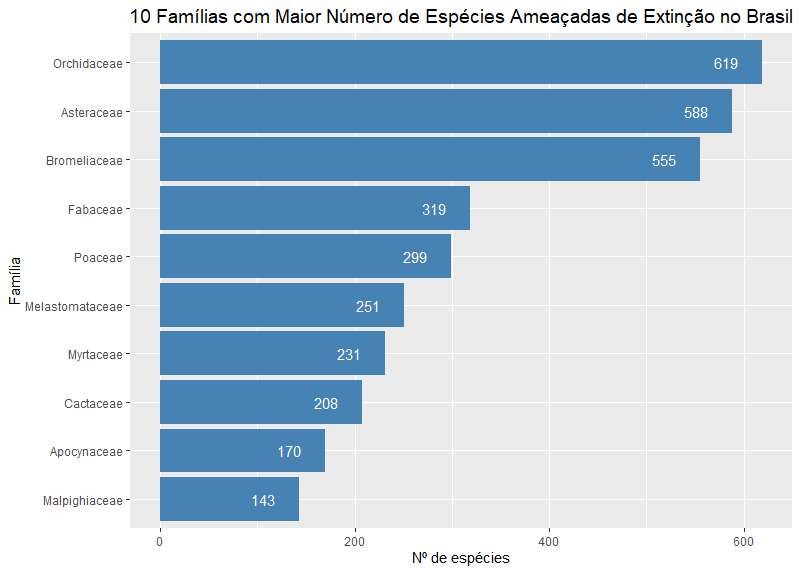 10 Famílias com Maior Número de Espécies Ameaçadas de Extinção no Brasil
Família
Orchidaceae 619
Asteraceae 588
Bromeliaceae 555
Fabaceae 319
Poaceae 299
Melastomataceae 251
Myrtaceae 231
Cactaceae 208
Apocynaceae 170
Malpighiaceae 143
0 200 400 600
Nº de espécies